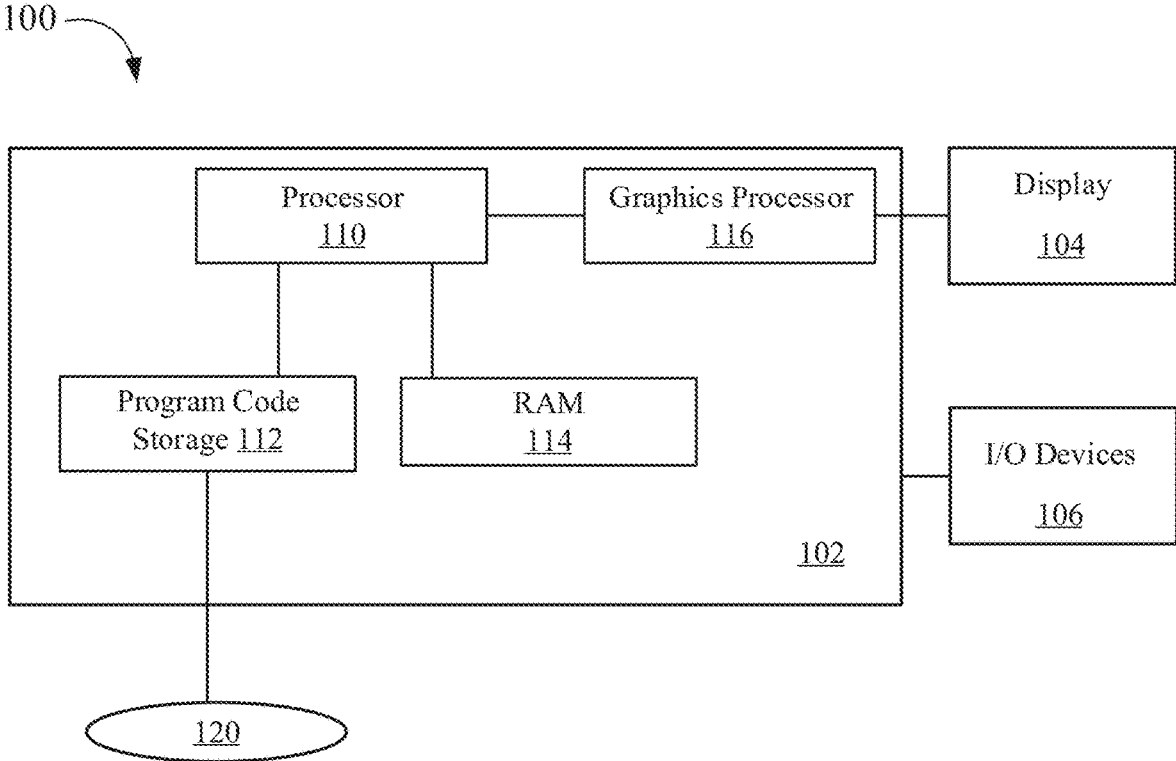 100
Processor
110
Graphics Processor
116
Display
104
Program Code
Storage 112
RAM
114
I/O Devices
106
102
120